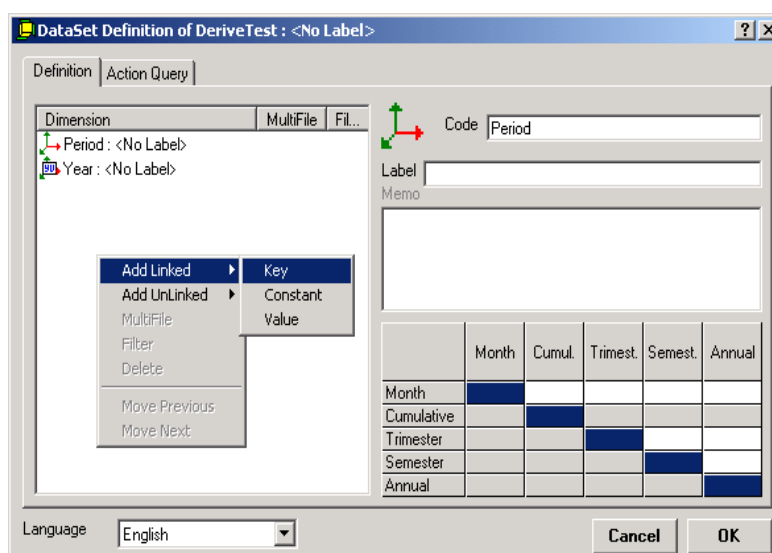 DataSet Definition of DeriveTest : <No Label>
Definition
Action Query
Dimension MultiFile Fil...
Period : <No Label>
Year : <No Label>
Add Linked
Add UnLinked
MultiFile
Filter
Delete
Move Previous
Move Next
Key
Constant
Value
Code Period
Label
Memo
Month Cumul. Trimest. Semest. Annual
Month
Cumulative
Trimester
Semester
Annual
Language English
Cancel OK